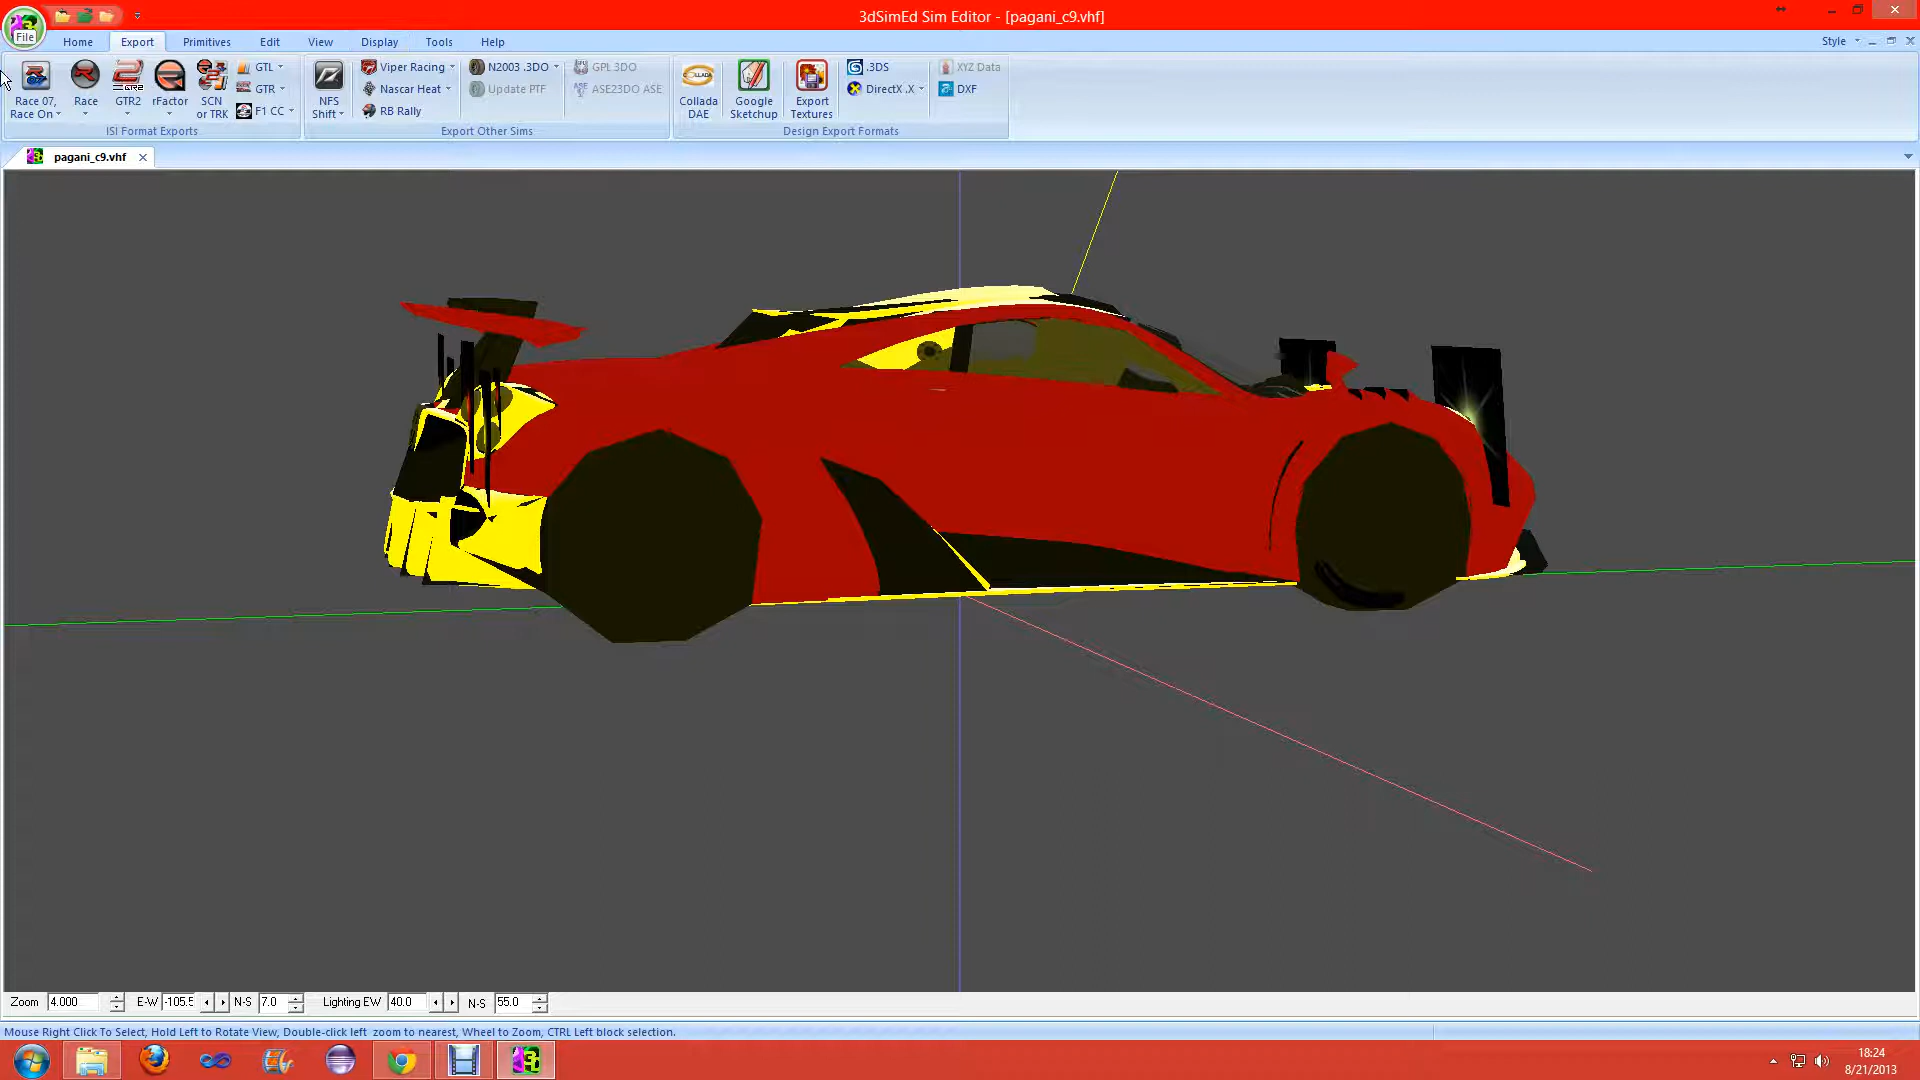 3dSimEd Sim Editor - [pagani_c9.vhf]
File
Home Export Primitives Edit View Display Tools Help
Style
Race 07, Race On
Race
GTR2
rFactor
SCN or TRK
GTL
GTR
F1 CC
ISI Format Exports
NFS Shift
Viper Racing
Nascar Heat
RB Rally
N2003 .3DO
Update PTF
GPL 3DO
ASE23DO ASE
Export Other Sims
Collada DAE
Google Sketchup
Export Textures
.3DS
DirectX .X
XYZ Data
DXF
Design Export Formats
pagani_c9.vhf
Zoom 4.000 E-W -105.5 N-S 7.0 Lighting EW 40.0 N-S 55.0
Mouse Right Click To Select, Hold Left to Rotate View, Double-click left zoom to nearest, Wheel to Zoom, CTRL Left block selection.
18:24
8/21/2013